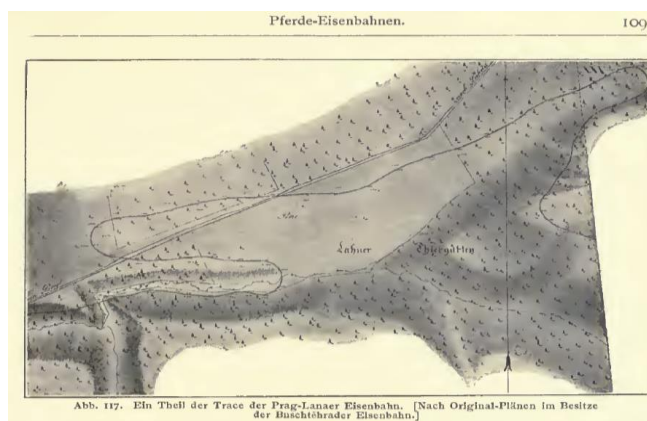 Pferde-Eisenbahnen.
109
Lahner
Thiergarten
Abb. 117. Ein Theil der Trace der Prag-Lanaer Eisenbahn. [Nach Original-Plänen im Besitze
der Buschtěhrader Eisenbahn.]